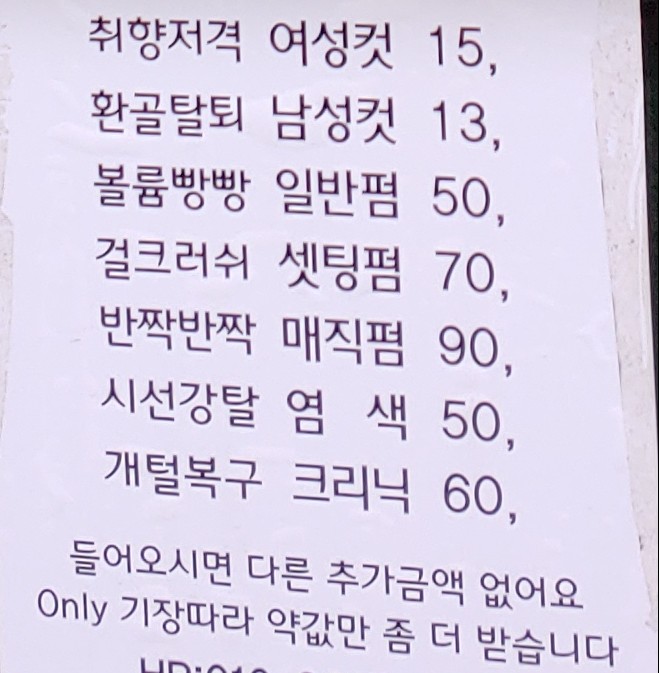 취향저격 여성컷 15,
환골탈퇴 남성컷 13,
볼륨빵빵 일반펌 50,
걸크러쉬 셋팅펌 70,
반짝반짝 매직펌 90,
시선강탈 염 색 50,
개털복구 크리닉 60,
들어오시면 다른 추가금액 없어요
Only 기장따라 약값만 좀 더 받습니다